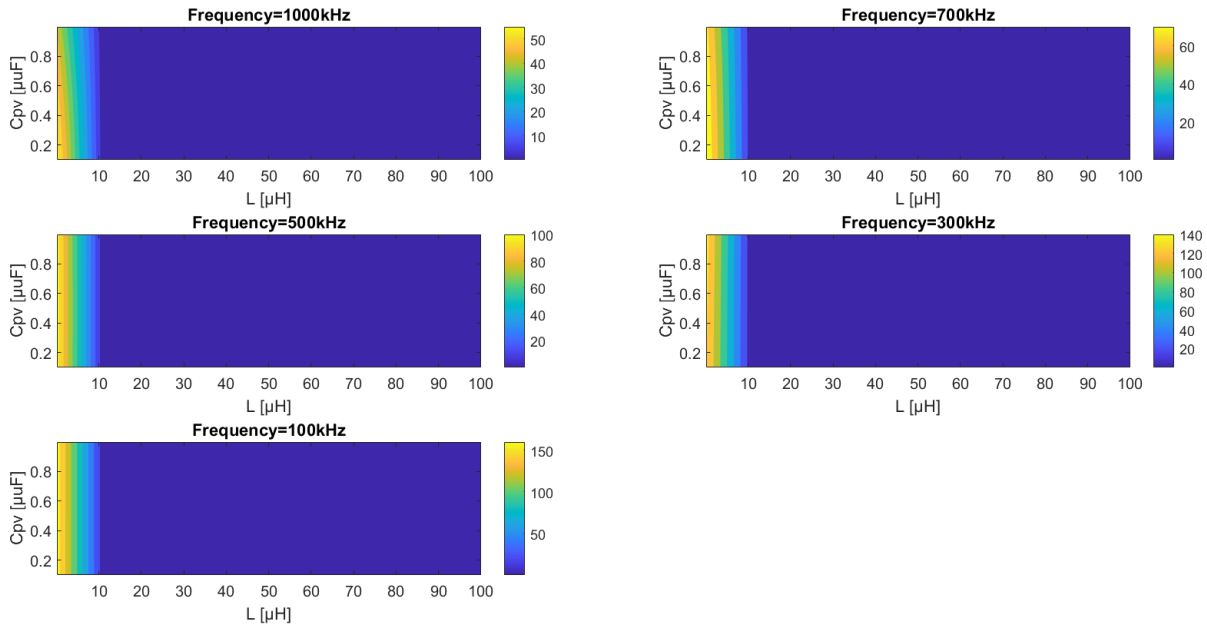 Frequency=1000kHz
Cpv [µuF]
0.8
0.6
0.4
0.2
10 20 30 40 50 60 70 80 90 100
L [µH]
50
40
30
20
10
Frequency=700kHz
Cpv [µuF]
0.8
0.6
0.4
0.2
10 20 30 40 50 60 70 80 90 100
L [µH]
60
40
20
Frequency=500kHz
Cpv [µuF]
0.8
0.6
0.4
0.2
10 20 30 40 50 60 70 80 90 100
L [µH]
100
80
60
40
20
Frequency=300kHz
Cpv [µuF]
0.8
0.6
0.4
0.2
10 20 30 40 50 60 70 80 90 100
L [µH]
140
120
100
80
60
40
20
Frequency=100kHz
Cpv [µuF]
0.8
0.6
0.4
0.2
10 20 30 40 50 60 70 80 90 100
L [µH]
150
100
50